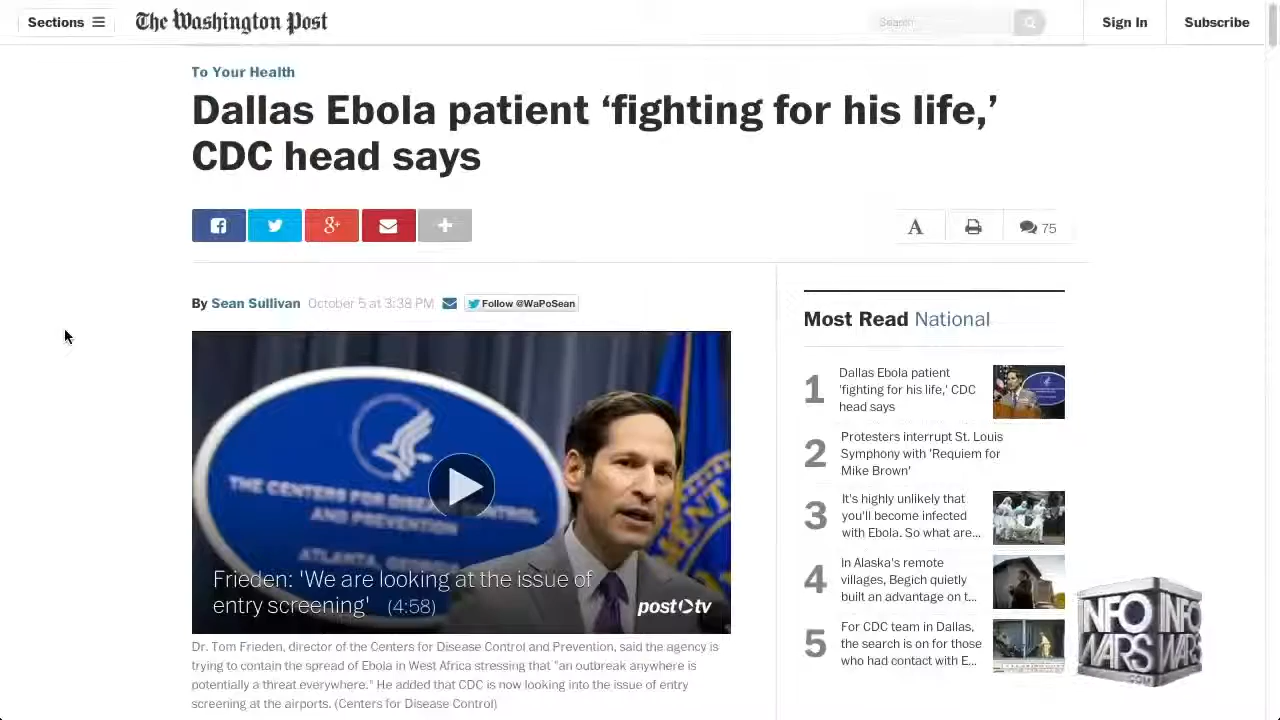 Sections
The Washington Post
Search
Sign In
Subscribe
To Your Health
Dallas Ebola patient ‘fighting for his life,’
CDC head says
75
By Sean Sullivan October 5 at 3:38 PM
Follow @WaPoSean
THE CENTERS FOR DISEASE CONTROL
AND PREVENTION
ATLANTA,
Frieden: 'We are looking at the issue of
entry screening' (4:58)
post tv
Dr. Tom Frieden, director of the Centers for Disease Control and Prevention, said the agency is
trying to contain the spread of Ebola in West Africa stressing that "an outbreak anywhere is
potentially a threat everywhere." He added that CDC is now looking into the issue of entry
screening at the airports. (Centers for Disease Control)
Most Read National
1
Dallas Ebola patient
'fighting for his life,' CDC
head says
2
Protesters interrupt St. Louis
Symphony with 'Requiem for
Mike Brown'
3
It's highly unlikely that
you'll become infected
with Ebola. So what are...
4
In Alaska's remote
villages, Begich quietly
built an advantage on t...
5
For CDC team in Dallas,
the search is on for those
who had contact with E...
INFO
WARS
.COM
INFO
WARS